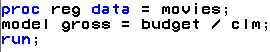 proc reg data = movies;
model gross = budget / clm;
run;